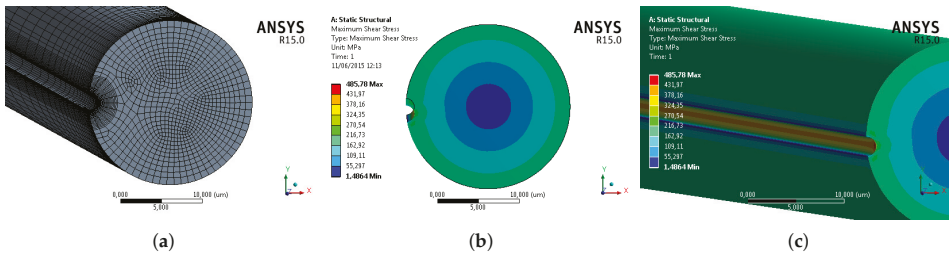 ANSYS
R15.0
Y
X
0,000
10,000 (um)
5,000
(a)
A: Static Structural
Maximum Shear Stress
Type: Maximum Shear Stress
Unit: MPa
Time: 1
11/06/2015 12:13
485,78 Max
431,97
378,16
324,35
270,54
216,73
162,92
109,11
55,297
1,4864 Min
ANSYS
R15.0
Y
X
0,000
10,000 (um)
5,000
(b)
A: Static Structural
Maximum Shear Stress
Type: Maximum Shear Stress
Unit: MPa
Time: 1
485,78 Max
431,97
378,16
324,35
270,54
216,73
162,92
109,11
55,297
1,4864 Min
ANSYS
R15.0
Y
X
0,000
10,000 (um)
5,000
(c)